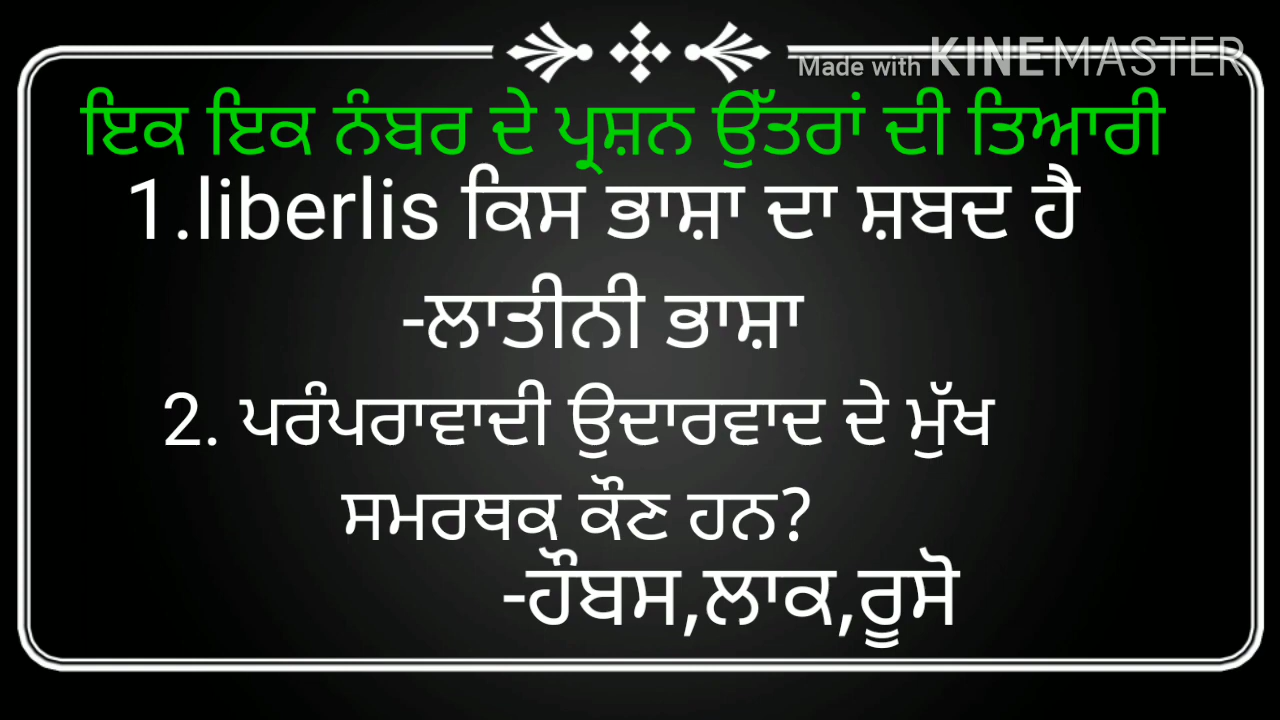 Made with KINEMASTER
ਇਕ ਇਕ ਨੰਬਰ ਦੇ ਪ੍ਰਸ਼ਨ ਉੱਤਰਾਂ ਦੀ ਤਿਆਰੀ
1.liberlis ਕਿਸ ਭਾਸ਼ਾ ਦਾ ਸ਼ਬਦ ਹੈ
-ਲਾਤੀਨੀ ਭਾਸ਼ਾ
2. ਪਰੰਪਰਾਵਾਦੀ ਉਦਾਰਵਾਦ ਦੇ ਮੁੱਖ
ਸਮਰਥਕ ਕੌਣ ਹਨ?
-ਹੌਬਸ,ਲਾਕ,ਰੂਸੋ